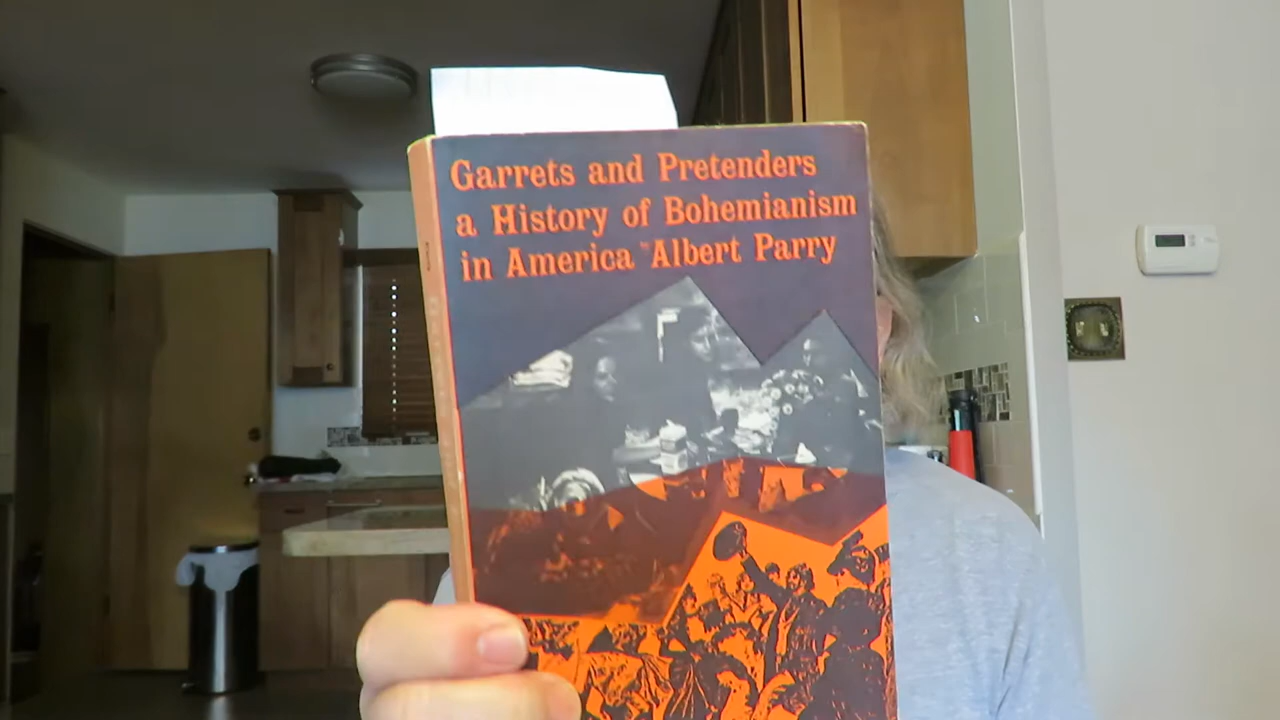 Garrets and Pretenders
a History of Bohemianism
in America Albert Parry